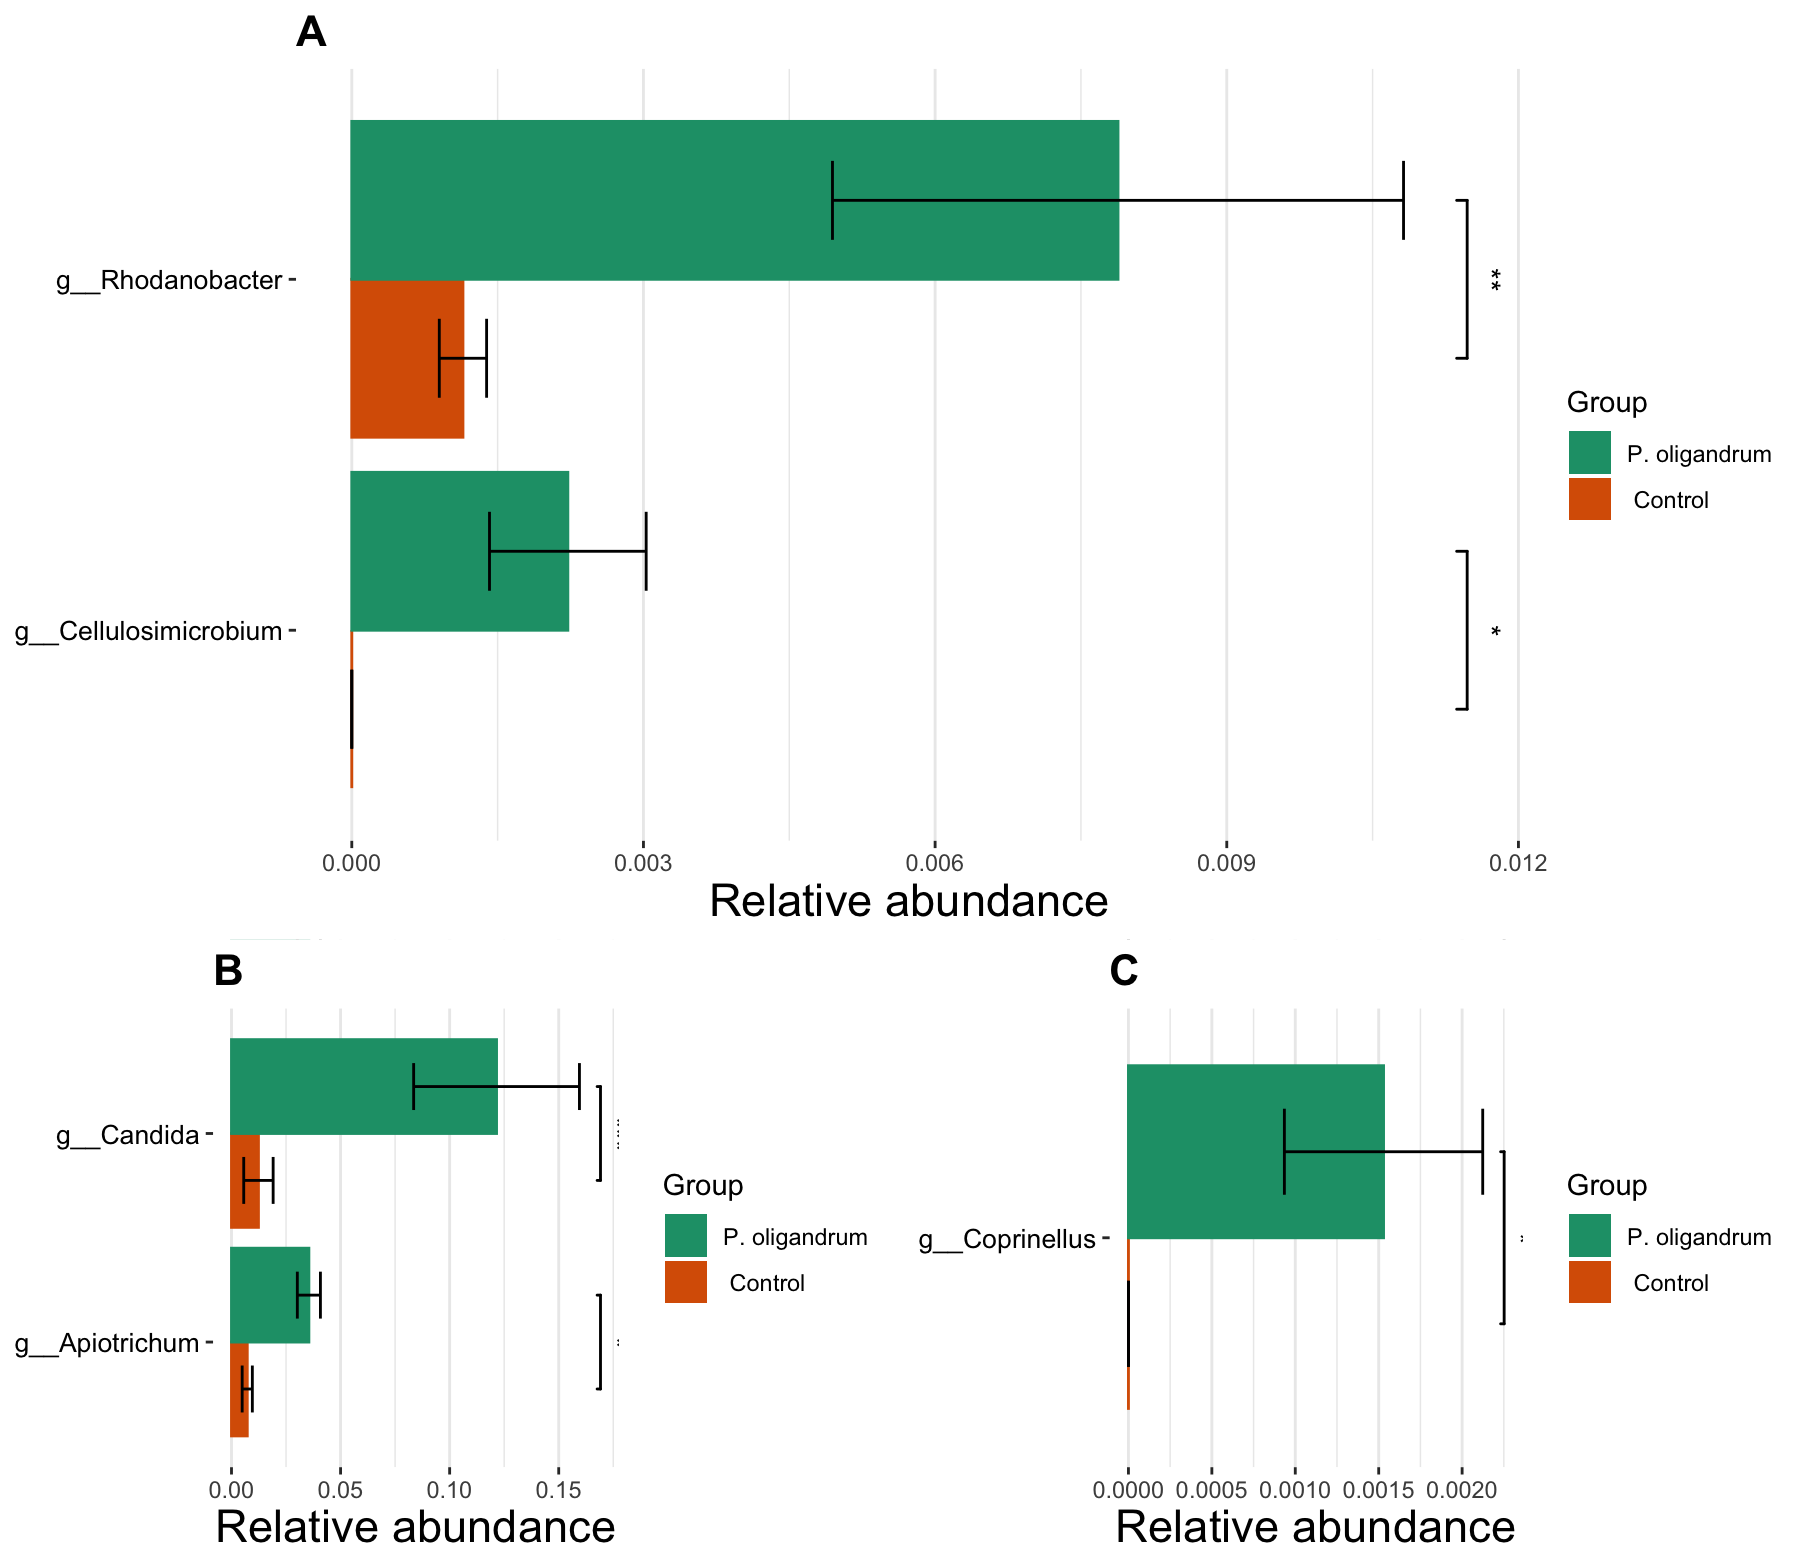 A
g__Rhodanobacter
**
g__Cellulosimicrobium
*
0.000 0.003 0.006 0.009 0.012
Relative abundance
Group
P. oligandrum
Control
B
g__Candida
g__Apiotrichum
0.00 0.05 0.10 0.15
Relative abundance
Group
P. oligandrum
Control
C
g__Coprinellus
0.0000 0.0005 0.0010 0.0015 0.0020
Relative abundance
Group
P. oligandrum
Control